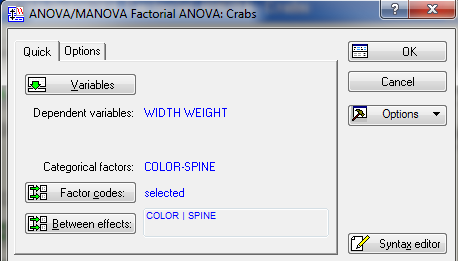 ANOVA/MANOVA Factorial ANOVA: Crabs
Quick Options
OK
Variables
Cancel
Dependent variables: WIDTH WEIGHT
Options
Categorical factors: COLOR-SPINE
Factor codes: selected
Between effects: COLOR | SPINE
Syntax editor